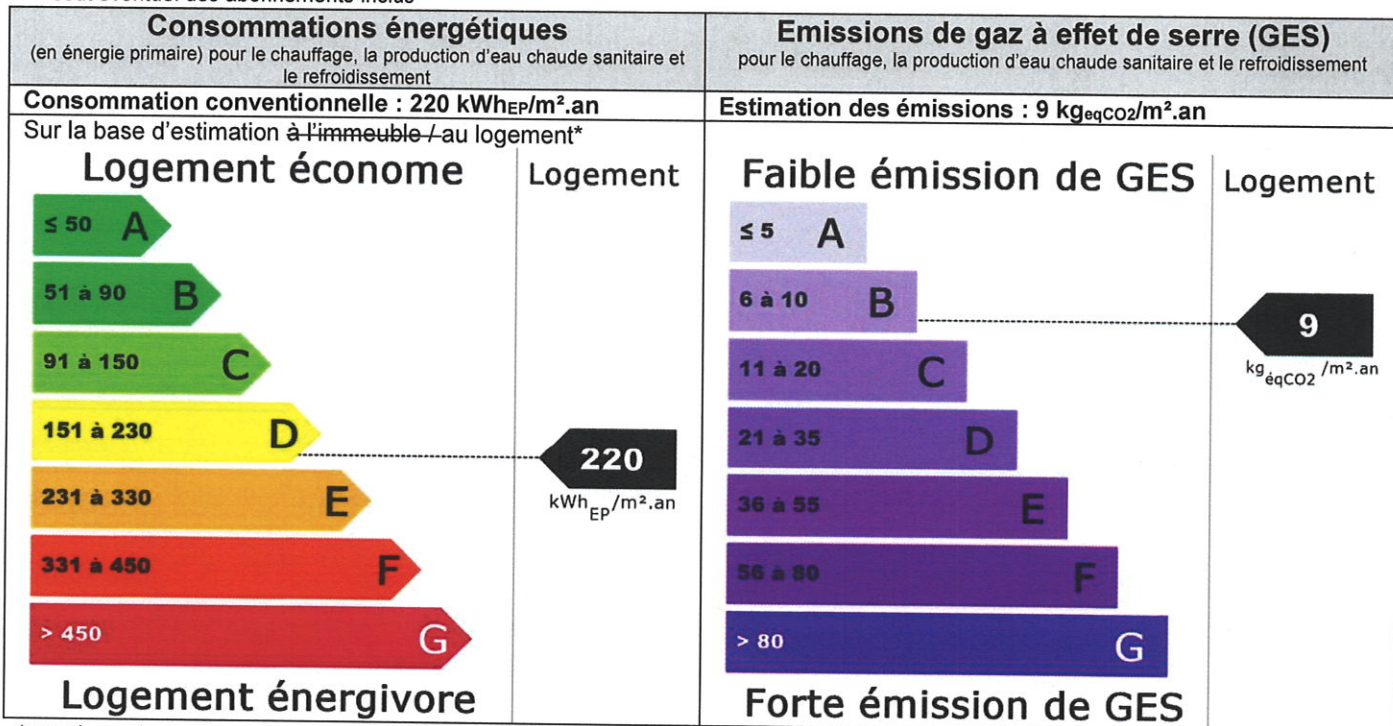 Consommations énergétiques
(en énergie primaire) pour le chauffage, la production d'eau chaude sanitaire et
le refroidissement
Consommation conventionnelle : 220 kWhEP/m².an
Sur la base d'estimation à l'immeuble / au logement*
Logement économe
Logement
≤ 50 A
51 à 90 B
91 à 150 C
151 à 230 D
231 à 330 E
331 à 450 F
> 450 G
220
kWhEP/m².an
Logement énergivore
Emissions de gaz à effet de serre (GES)
pour le chauffage, la production d'eau chaude sanitaire et le refroidissement
Estimation des émissions : 9 kgeqCO2/m².an
Faible émission de GES
Logement
≤ 5 A
6 à 10 B
11 à 20 C
21 à 35 D
36 à 55 E
56 à 80 F
> 80 G
9
kgéqCO2/m².an
Forte émission de GES